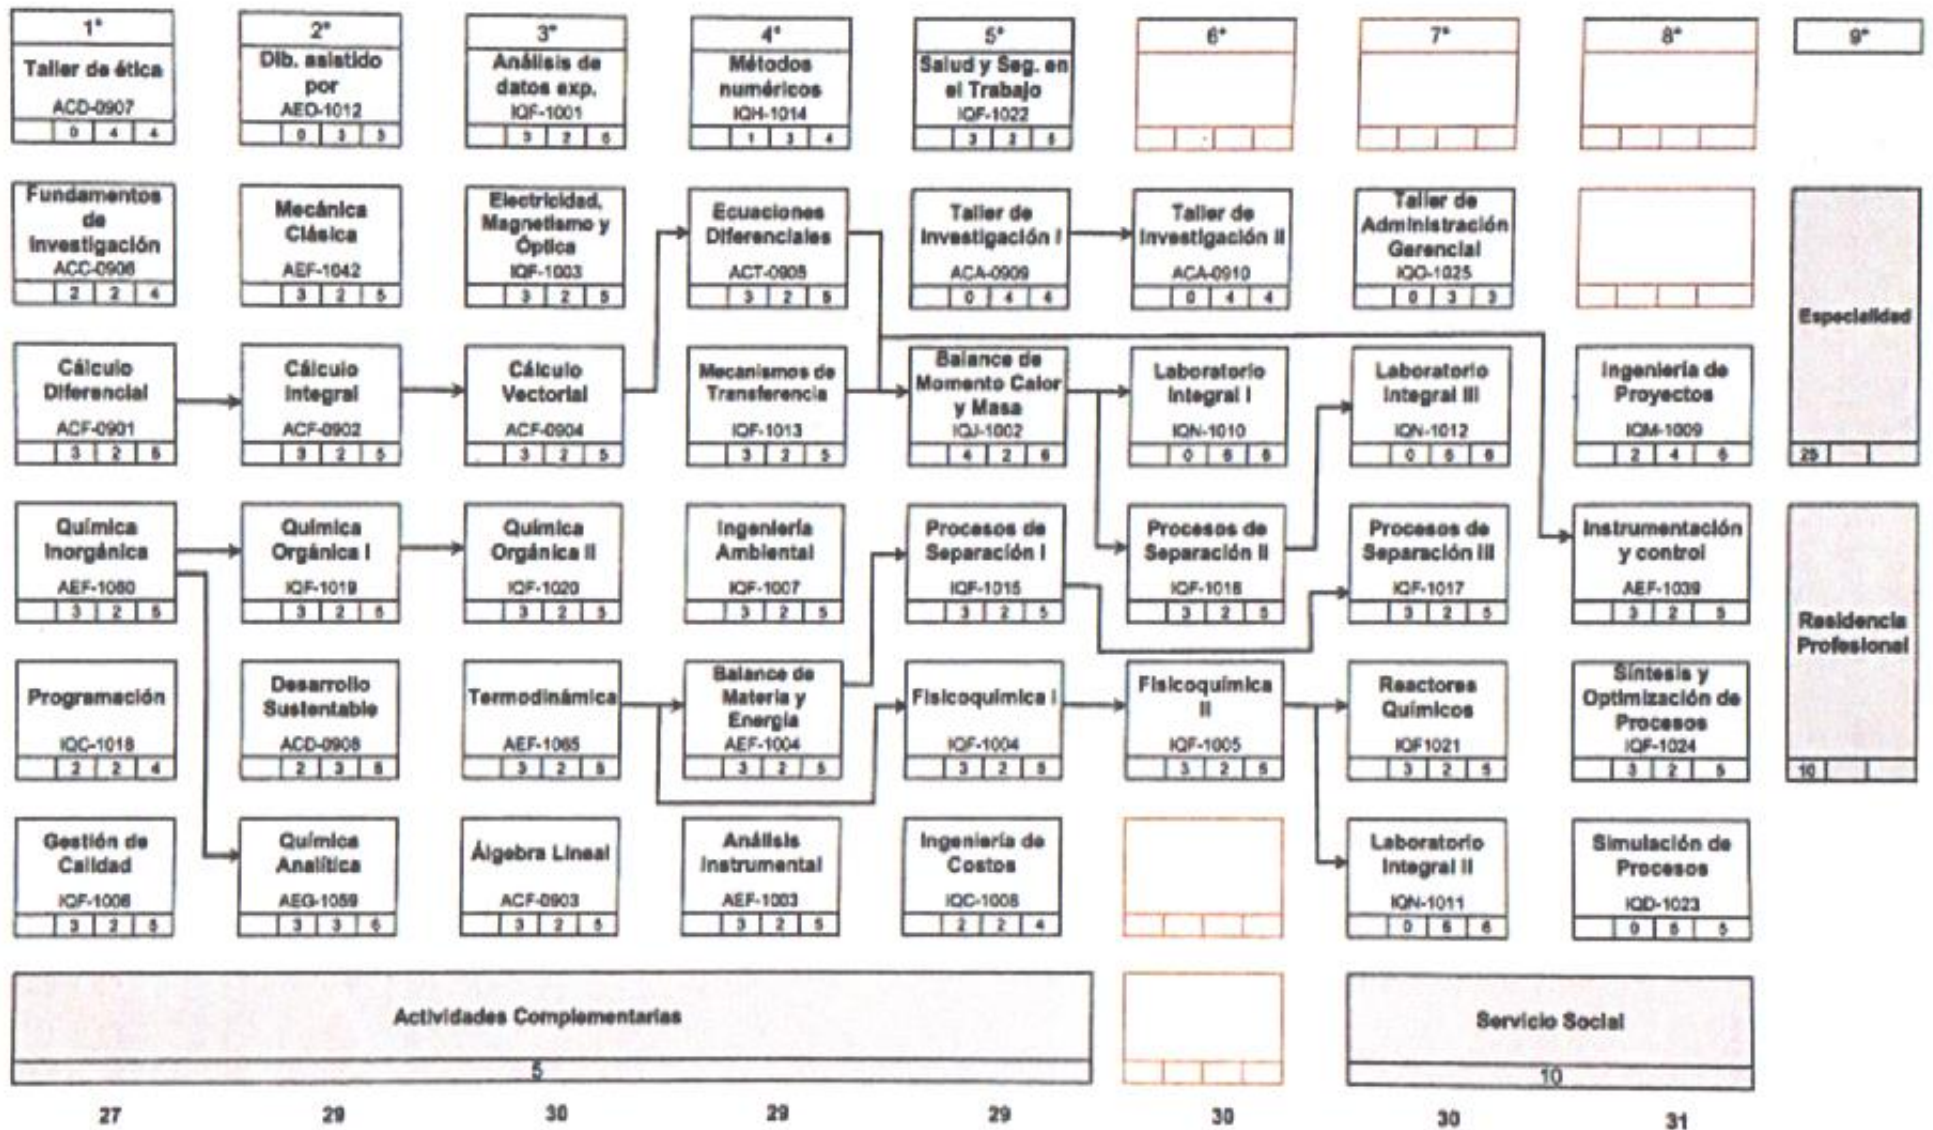 1° 2° 3° 4° 5° 6° 7° 8° 9°
Taller de ética
ACD-0907
0 4 4
Dib. asistido
por
AEO-1012
0 3 3
Análisis de
datos exp.
IQF-1001
3 2 5
Métodos
numéricos
IQH-1014
1 3 4
Salud y Seg. en
el Trabajo
IQF-1022
3 2 5
Fundamentos
de
Investigación
ACC-0906
2 2 4
Mecánica
Clásica
AEF-1042
3 2 5
Electricidad,
Magnetismo y
Óptica
IQF-1003
3 2 5
Ecuaciones
Diferenciales
ACT-0905
3 2 5
Taller de
Investigación I
ACA-0909
0 4 4
Taller de
Investigación II
ACA-0910
0 4 4
Taller de
Administración
Gerencial
IQO-1025
0 3 3
Especialidad
25
Cálculo
Diferencial
ACF-0901
3 2 5
Cálculo
Integral
ACF-0902
3 2 5
Cálculo
Vectorial
ACF-0904
3 2 5
Mecanismos de
Transferencia
IQF-1013
3 2 5
Balance de
Momento Calor
y Masa
IQJ-1002
4 2 6
Laboratorio
Integral I
IQN-1010
0 6 6
Laboratorio
Integral III
IQN-1012
0 6 6
Ingeniería de
Proyectos
IQM-1009
2 4 6
Química
Inorgánica
AEF-1060
3 2 5
Química
Orgánica I
IQF-1019
3 2 5
Química
Orgánica II
IQF-1020
3 2 5
Ingeniería
Ambiental
IQF-1007
3 2 5
Procesos de
Separación I
IQF-1015
3 2 5
Procesos de
Separación II
IQF-1016
3 2 5
Procesos de
Separación III
IQF-1017
3 2 5
Instrumentación
y control
AEF-1039
3 2 5
Residencia
Profesional
10
Programación
IQC-1018
2 2 4
Desarrollo
Sustentable
ACD-0908
2 3 5
Termodinámica
AEF-1065
3 2 5
Balance de
Materia y
Energía
AEF-1004
3 2 5
Fisicoquímica I
IQF-1004
3 2 5
Fisicoquímica
II
IQF-1005
3 2 5
Reactores
Químicos
IQF1021
3 2 5
Síntesis y
Optimización de
Procesos
IQF-1024
3 2 5
Gestión de
Calidad
IQF-1006
3 2 5
Química
Analítica
AEG-1059
3 3 6
Álgebra Lineal
ACF-0903
3 2 5
Análisis
Instrumental
AEF-1003
3 2 5
Ingeniería de
Costos
IQC-1008
2 2 4
Laboratorio
Integral II
IQN-1011
0 6 6
Simulación de
Procesos
IQD-1023
0 5 5
Actividades Complementarias
5
Servicio Social
10
27 29 30 29 29 30 30 31